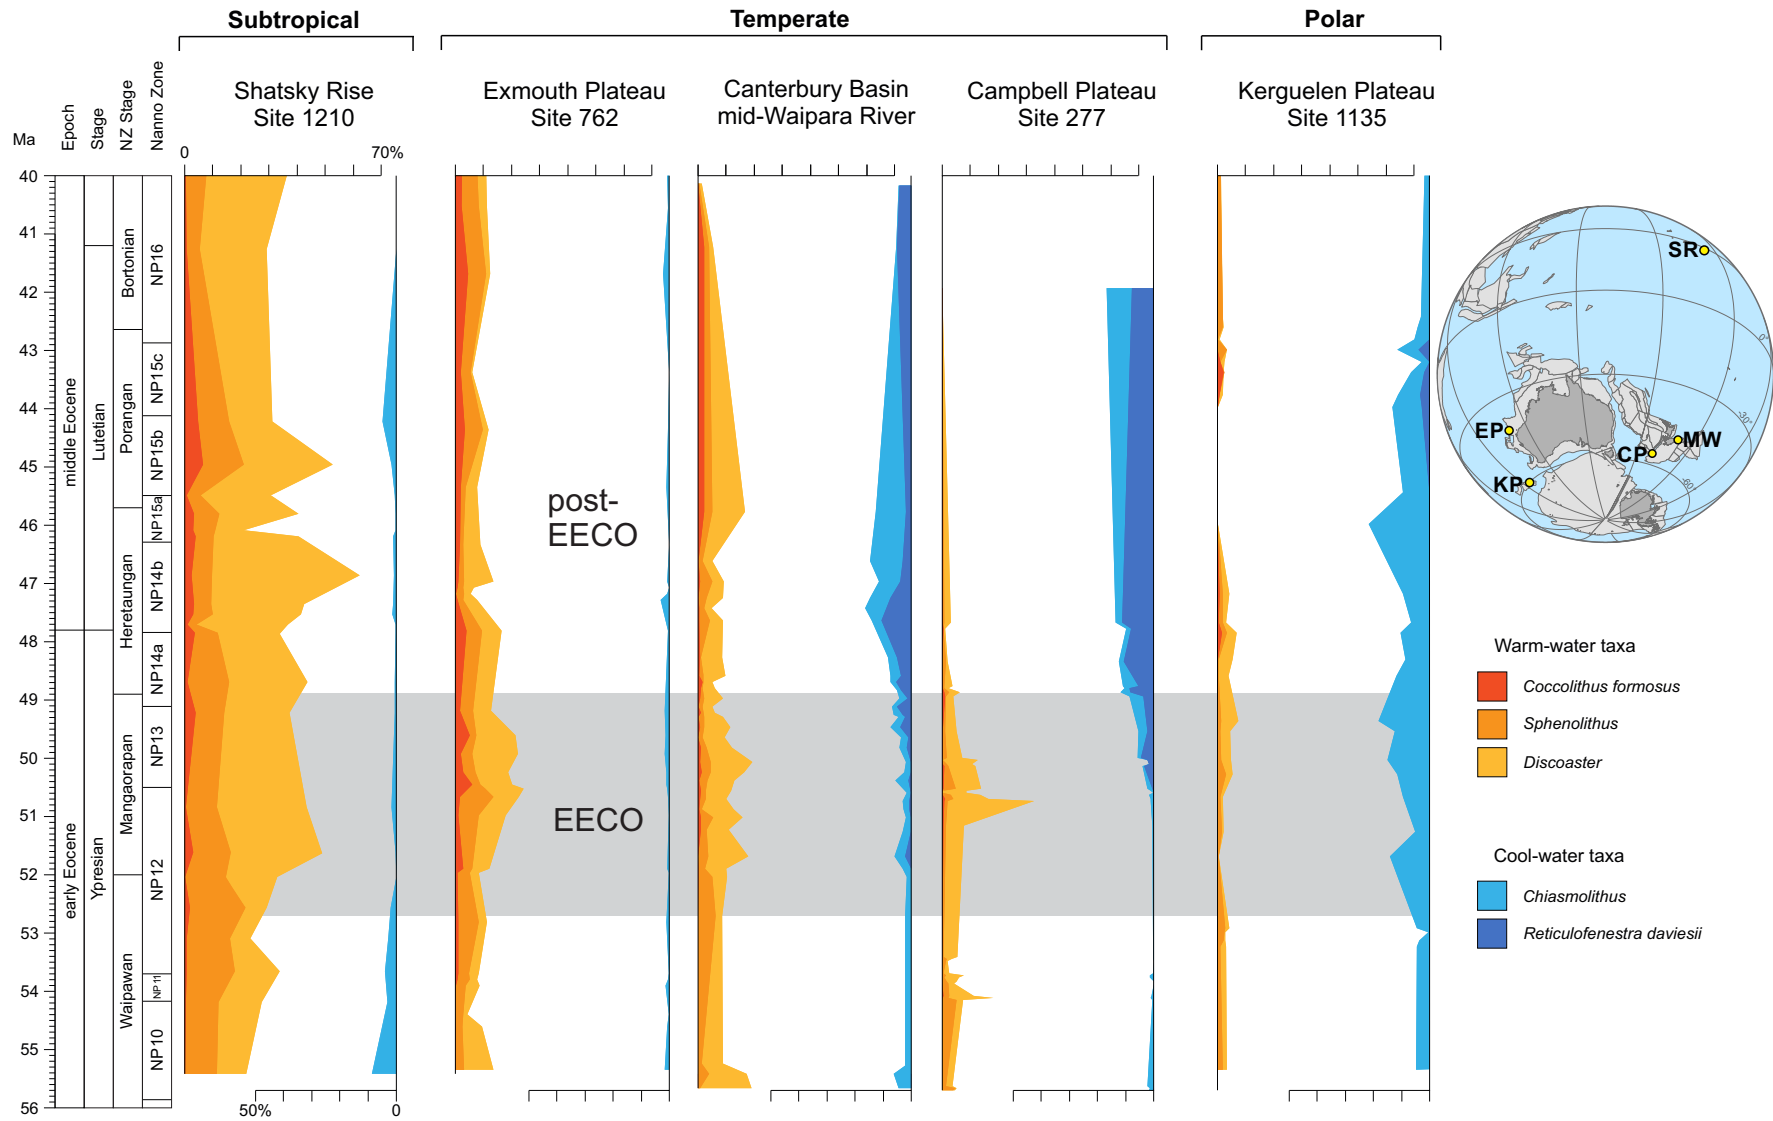 Subtropical
Temperate
Polar
Shatsky Rise
Site 1210
Exmouth Plateau
Site 762
Canterbury Basin
mid-Waipara River
Campbell Plateau
Site 277
Kerguelen Plateau
Site 1135
Ma
Epoch
Stage
NZ Stage
Nanno Zone
0
70%
40
41
42
43
44
45
46
47
48
49
50
51
52
53
54
55
56
middle Eocene
early Eocene
Lutetian
Ypresian
Bortonian
Porangan
Heretaungan
Mangaorapan
Waipawan
NP16
NP15c
NP15b
NP15a
NP14b
NP14a
NP13
NP12
NP11
NP10
post-
EECO
EECO
50%
0
SR
EP
MW
CP
KP
0°
-30°
-60°
Warm-water taxa
Coccolithus formosus
Sphenolithus
Discoaster
Cool-water taxa
Chiasmolithus
Reticulofenestra daviesii